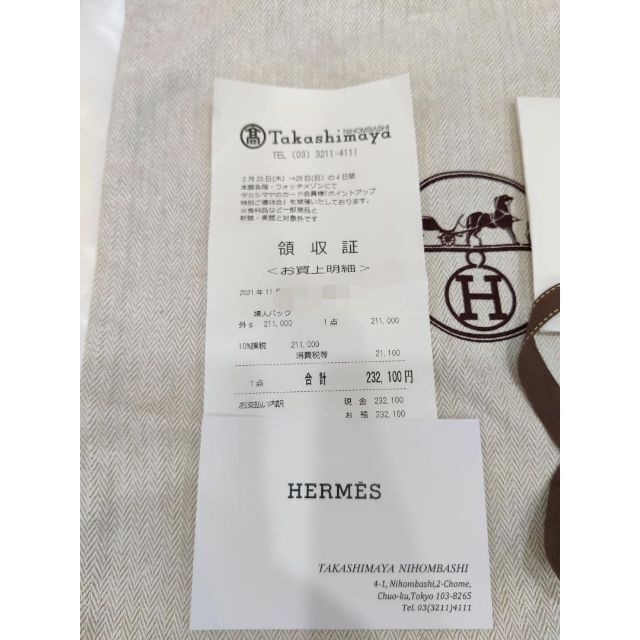 髙 Takashimaya NIHOMBASHI
TEL (03) 3211-4111
2月25日(木)→28日(日)の4日間
本館各階・ウォッチメゾンにて
タカシマヤのカード会員様「ポイントアップ
特別ご優待会」を開催いたしております。
※食料品など一部商品と
新館・東館と対象外です
領収証
<お買上明細>
2021年11
婦人バック
外s 211,000 1点 211,000
10%課税 211,000
消費税等 21,100
1点 合計 232,100円
お支払い内訳 現金 232,100
お預 232,100
H
HERMÈS
TAKASHIMAYA NIHOMBASHI
4-1, Nihombashi,2-Chome,
Chuo-ku,Tokyo 103-8265
Tel. 03(3211)4111